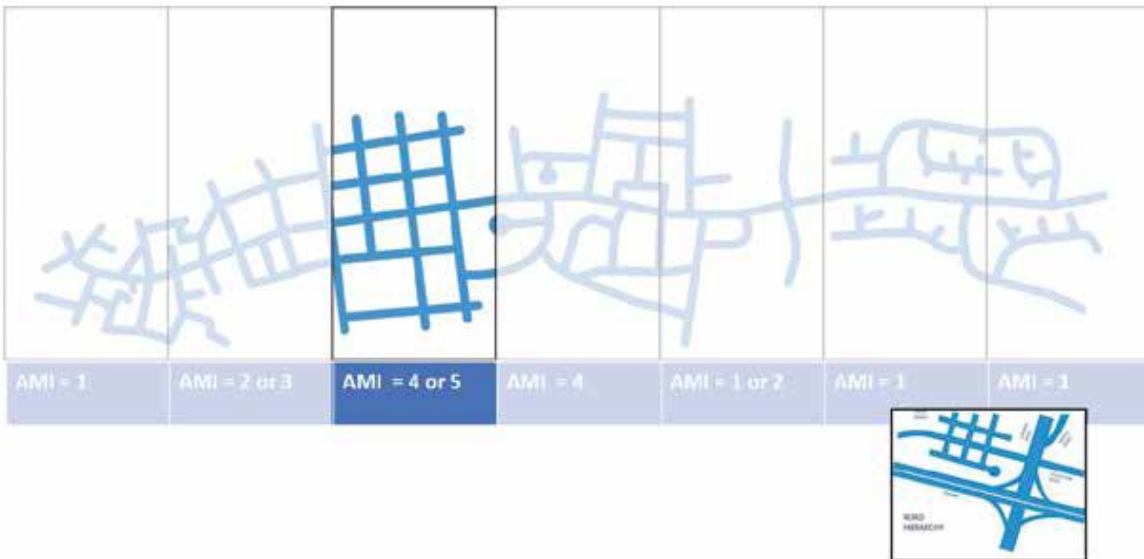 AMI = 1
AMI = 2 or 3
AMI = 4 or 5
AMI = 4
AMI = 1 or 2
AMI = 1
AMI = 1
ROAD
HIERARCHY